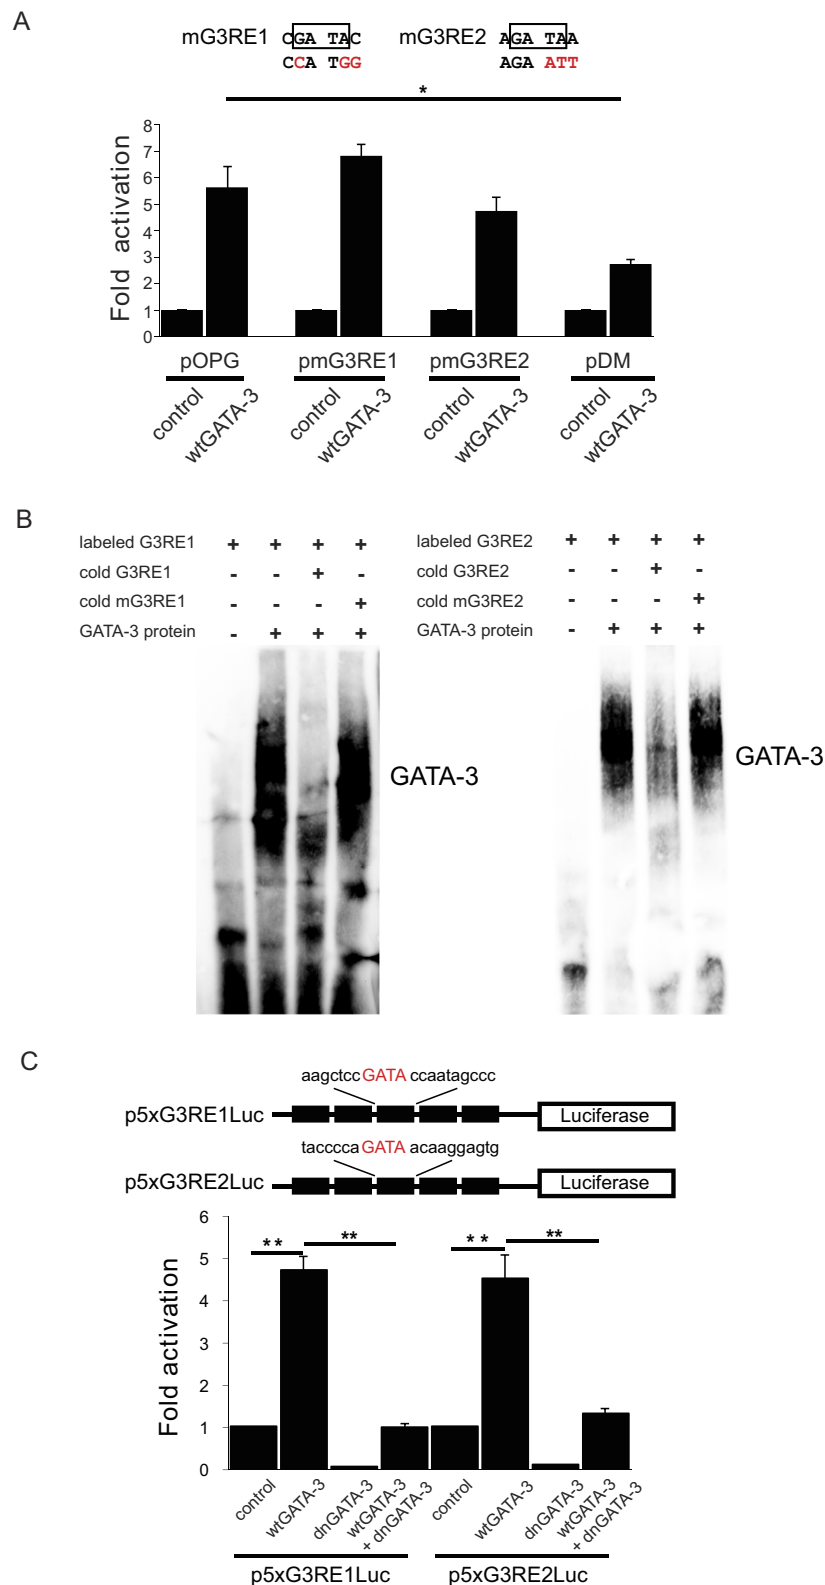 A
mG3RE1 CGA TAC mG3RE2 AGA TAA
CCA TGG AGA ATT
*
8
7
6
5
4
3
2
1
0
Fold activation
pOPG pmG3RE1 pmG3RE2 pDM
control wtGATA-3 control wtGATA-3 control wtGATA-3 control wtGATA-3
B
labeled G3RE1 + + + + labeled G3RE2 + + + +
cold G3RE1 - - + - cold G3RE2 - - + -
cold mG3RE1 - - - + cold mG3RE2 - - - +
GATA-3 protein - + + + GATA-3 protein - + + +
GATA-3 GATA-3
C
aagctccGATAccaatagccc
p5xG3RE1Luc Luciferase
taccccaGATAacaaggagtg
p5xG3RE2Luc Luciferase
6
5
4
3
2
1
0
Fold activation
** ** ** **
control wtGATA-3 dnGATA-3 wtGATA-3 + dnGATA-3 control wtGATA-3 dnGATA-3 wtGATA-3 + dnGATA-3
p5xG3RE1Luc p5xG3RE2Luc